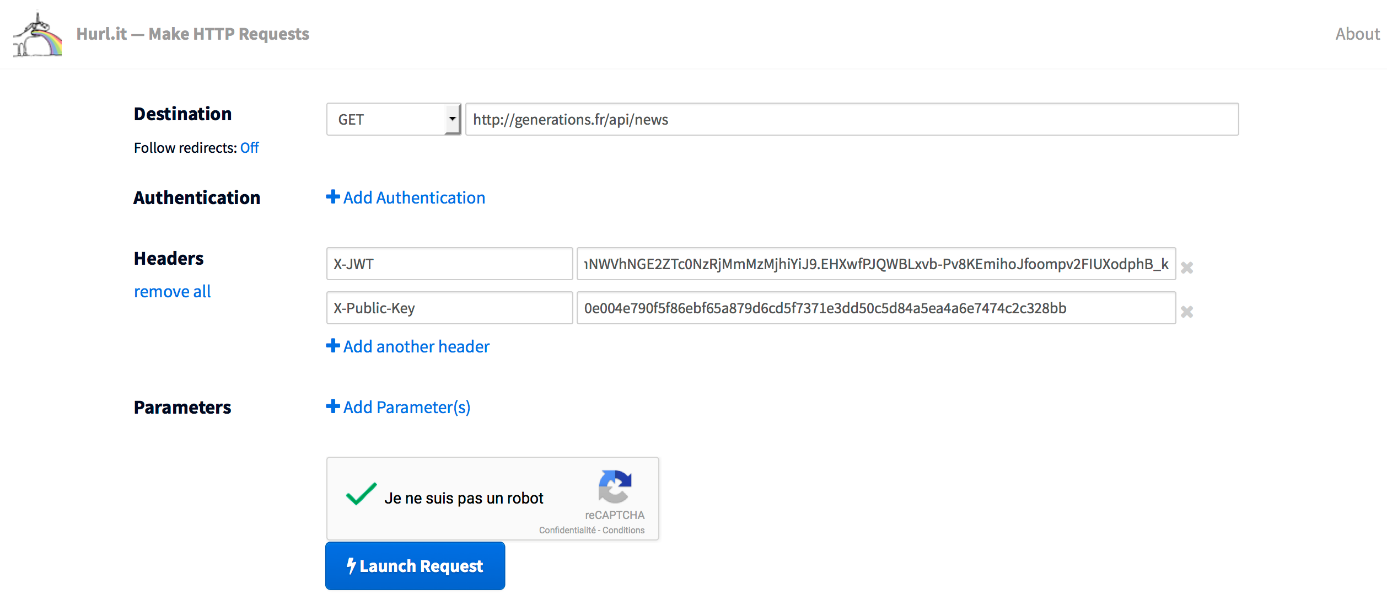 Hurl.it — Make HTTP Requests
About
Destination
GET
http://generations.fr/api/news
Follow redirects: Off
Authentication
Add Authentication
Headers
X-JWT
NWVhNGE2ZTc0NzRjMmMzMjhiYiJ9.EHXwfPJQWBLxvb-Pv8KEmihoJfoompv2FIUXodphB_k
remove all
X-Public-Key
0e004e790f5f86ebf65a879d6cd5f7371e3dd50c5d84a5ea4a6e7474c2c328bb
Add another header
Parameters
Add Parameter(s)
Je ne suis pas un robot
reCAPTCHA
Confidentialité - Conditions
Launch Request